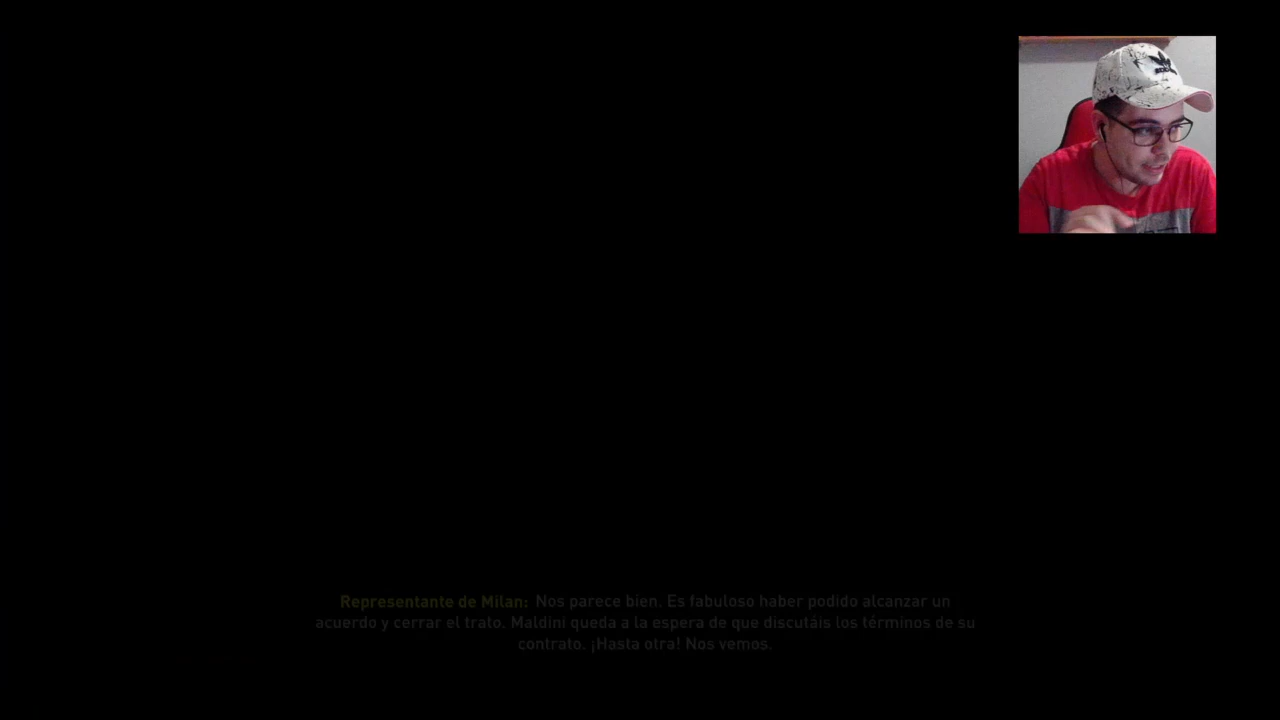 Representante de Milan: Nos parece bien. Es fabuloso haber podido alcanzar un
acuerdo y cerrar el trato. Maldini queda a la espera de que discutáis los términos de su
contrato. ¡Hasta otra! Nos vemos.